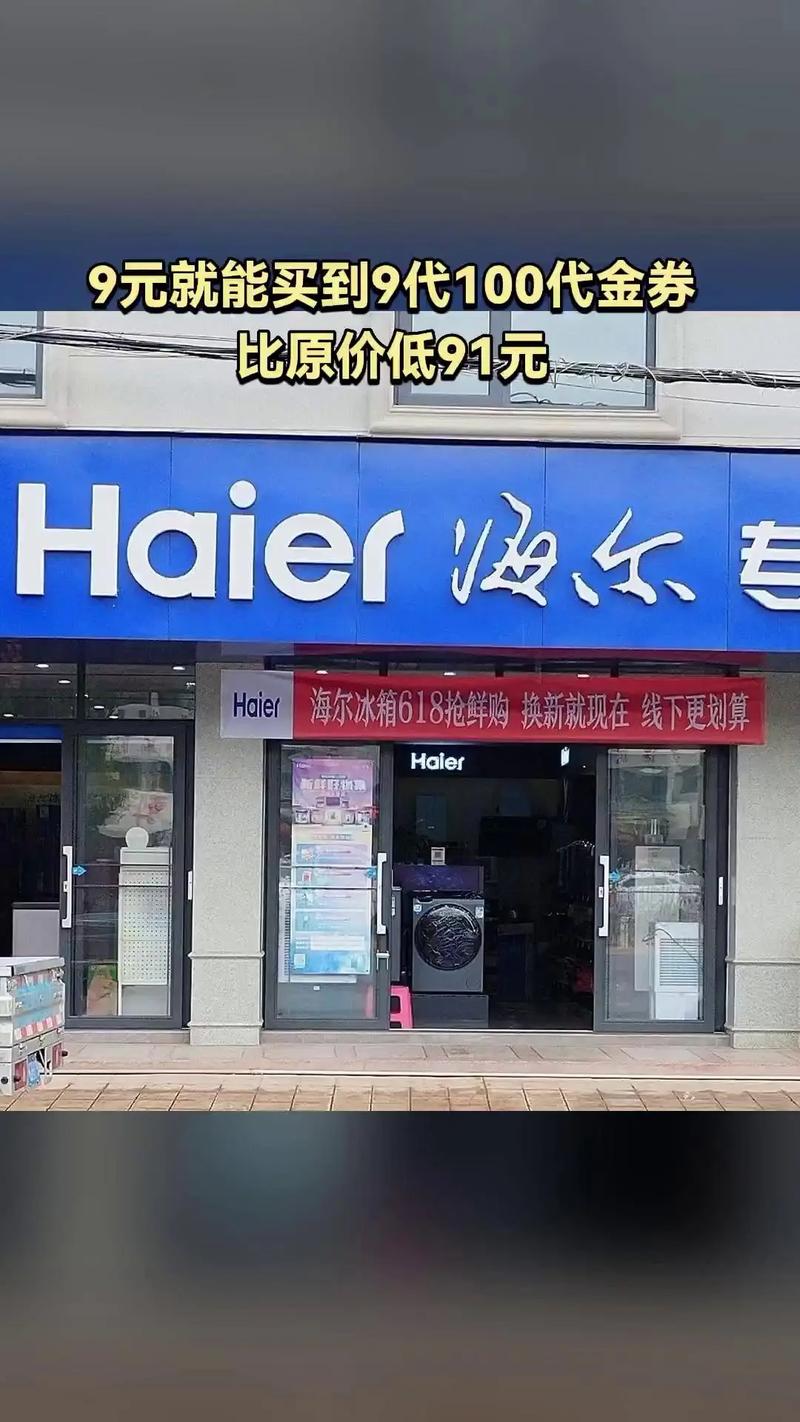 9元就能买到9代100代金券
比原价低91元
Haier 海尔 专
Haier 海尔冰箱618抢鲜购 换新就现在 线下更划算
Haier